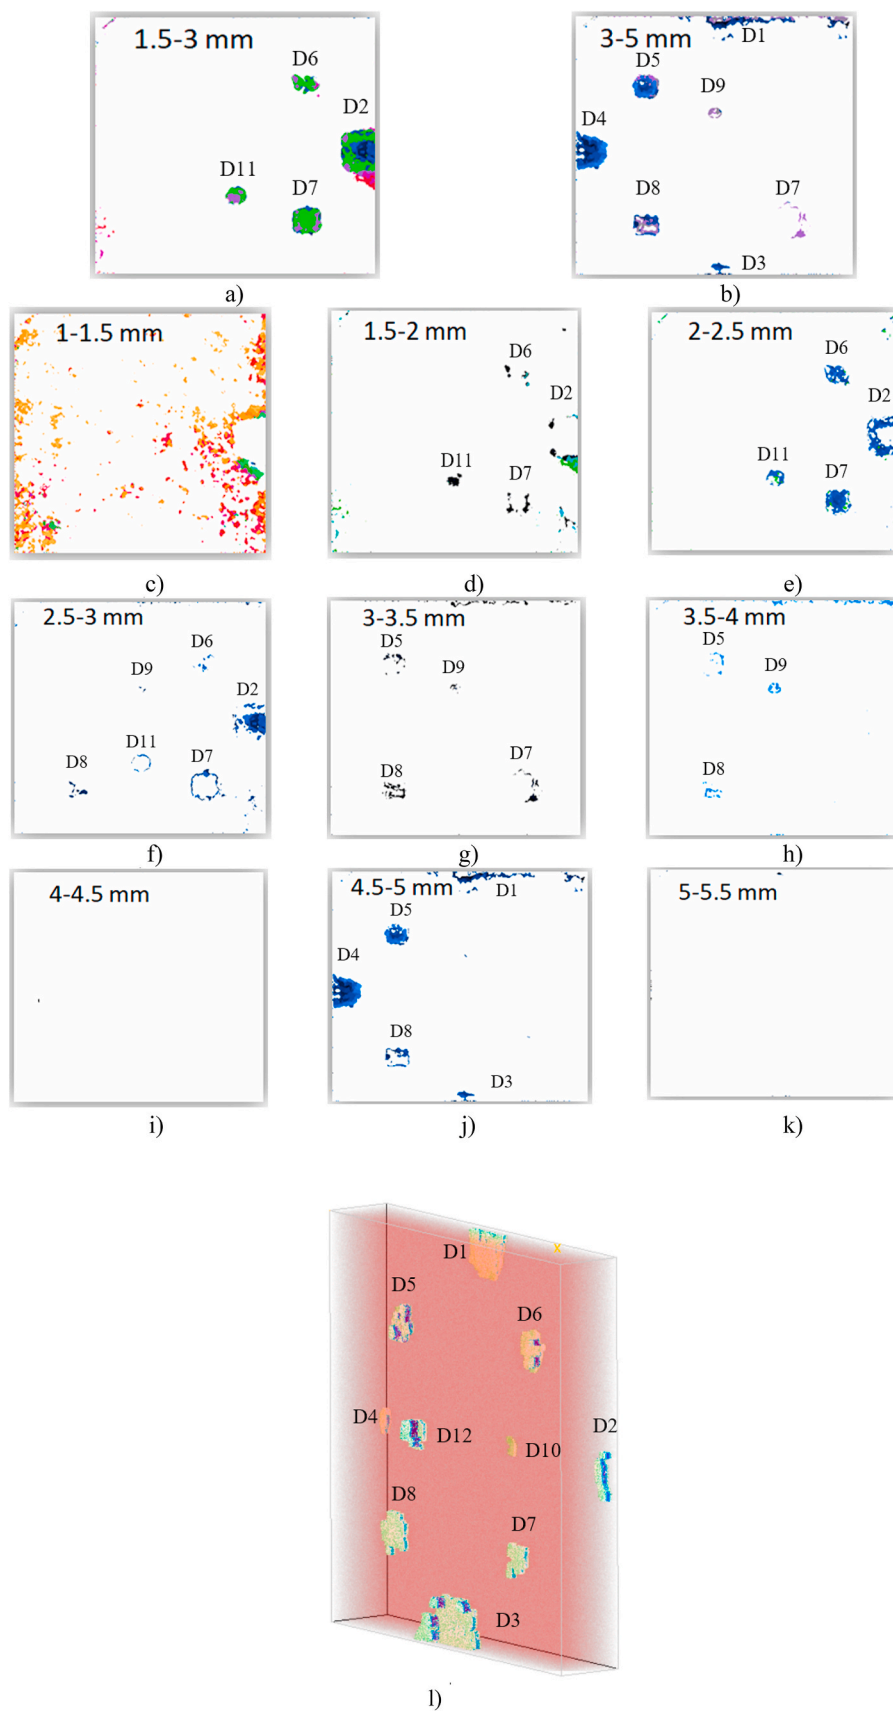 1.5-3 mm
D6
D2
D11
D7
a)
3-5 mm
D1
D5
D9
D4
D8
D7
D3
b)
1-1.5 mm
c)
1.5-2 mm
D6
D2
D11
D7
d)
2-2.5 mm
D6
D2
D11
D7
e)
2.5-3 mm
D6
D9
D2
D11
D7
D8
f)
3-3.5 mm
D5
D9
D7
D8
g)
3.5-4 mm
D5
D9
D8
h)
4-4.5 mm
i)
4.5-5 mm
D1
D5
D4
D8
D3
j)
5-5.5 mm
k)
D1
D5
D6
D4
D12
D10
D2
D8
D7
D3
X
l)